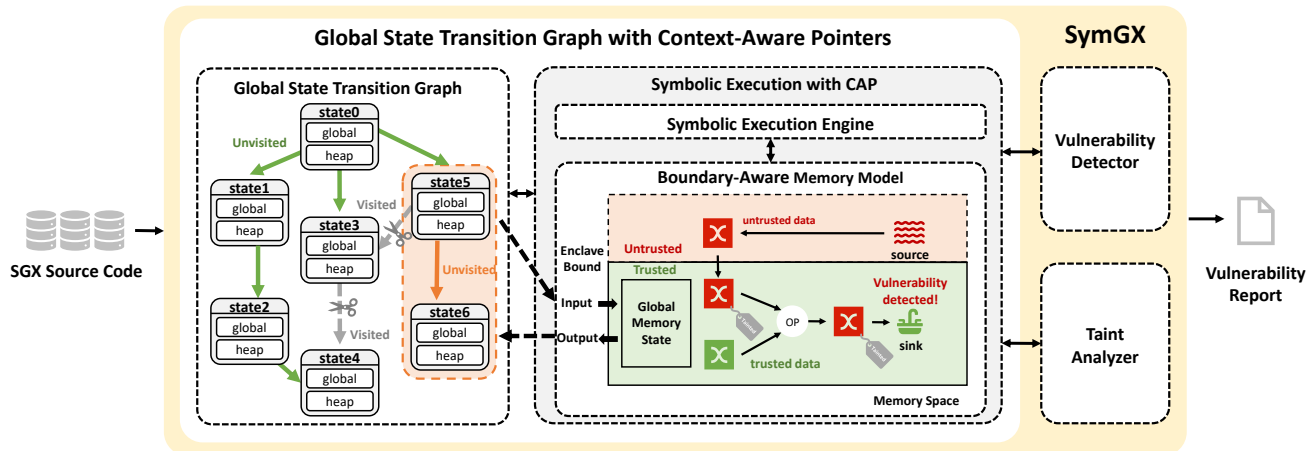 Global State Transition Graph with Context-Aware Pointers
SymGX
Global State Transition Graph
state0
global
heap
Unvisited
state1
global
heap
state5
global
heap
Visited
state3
global
heap
Unvisited
state2
global
heap
Visited
state6
global
heap
state4
global
heap
SGX Source Code
Symbolic Execution with CAP
Symbolic Execution Engine
Boundary-Aware Memory Model
untrusted data
source
Untrusted
Enclave
Bound
Trusted
Input
Output
Global
Memory
State
Tainted
OP
Tainted
Vulnerability
detected!
sink
trusted data
Memory Space
Vulnerability
Detector
Taint
Analyzer
Vulnerability
Report